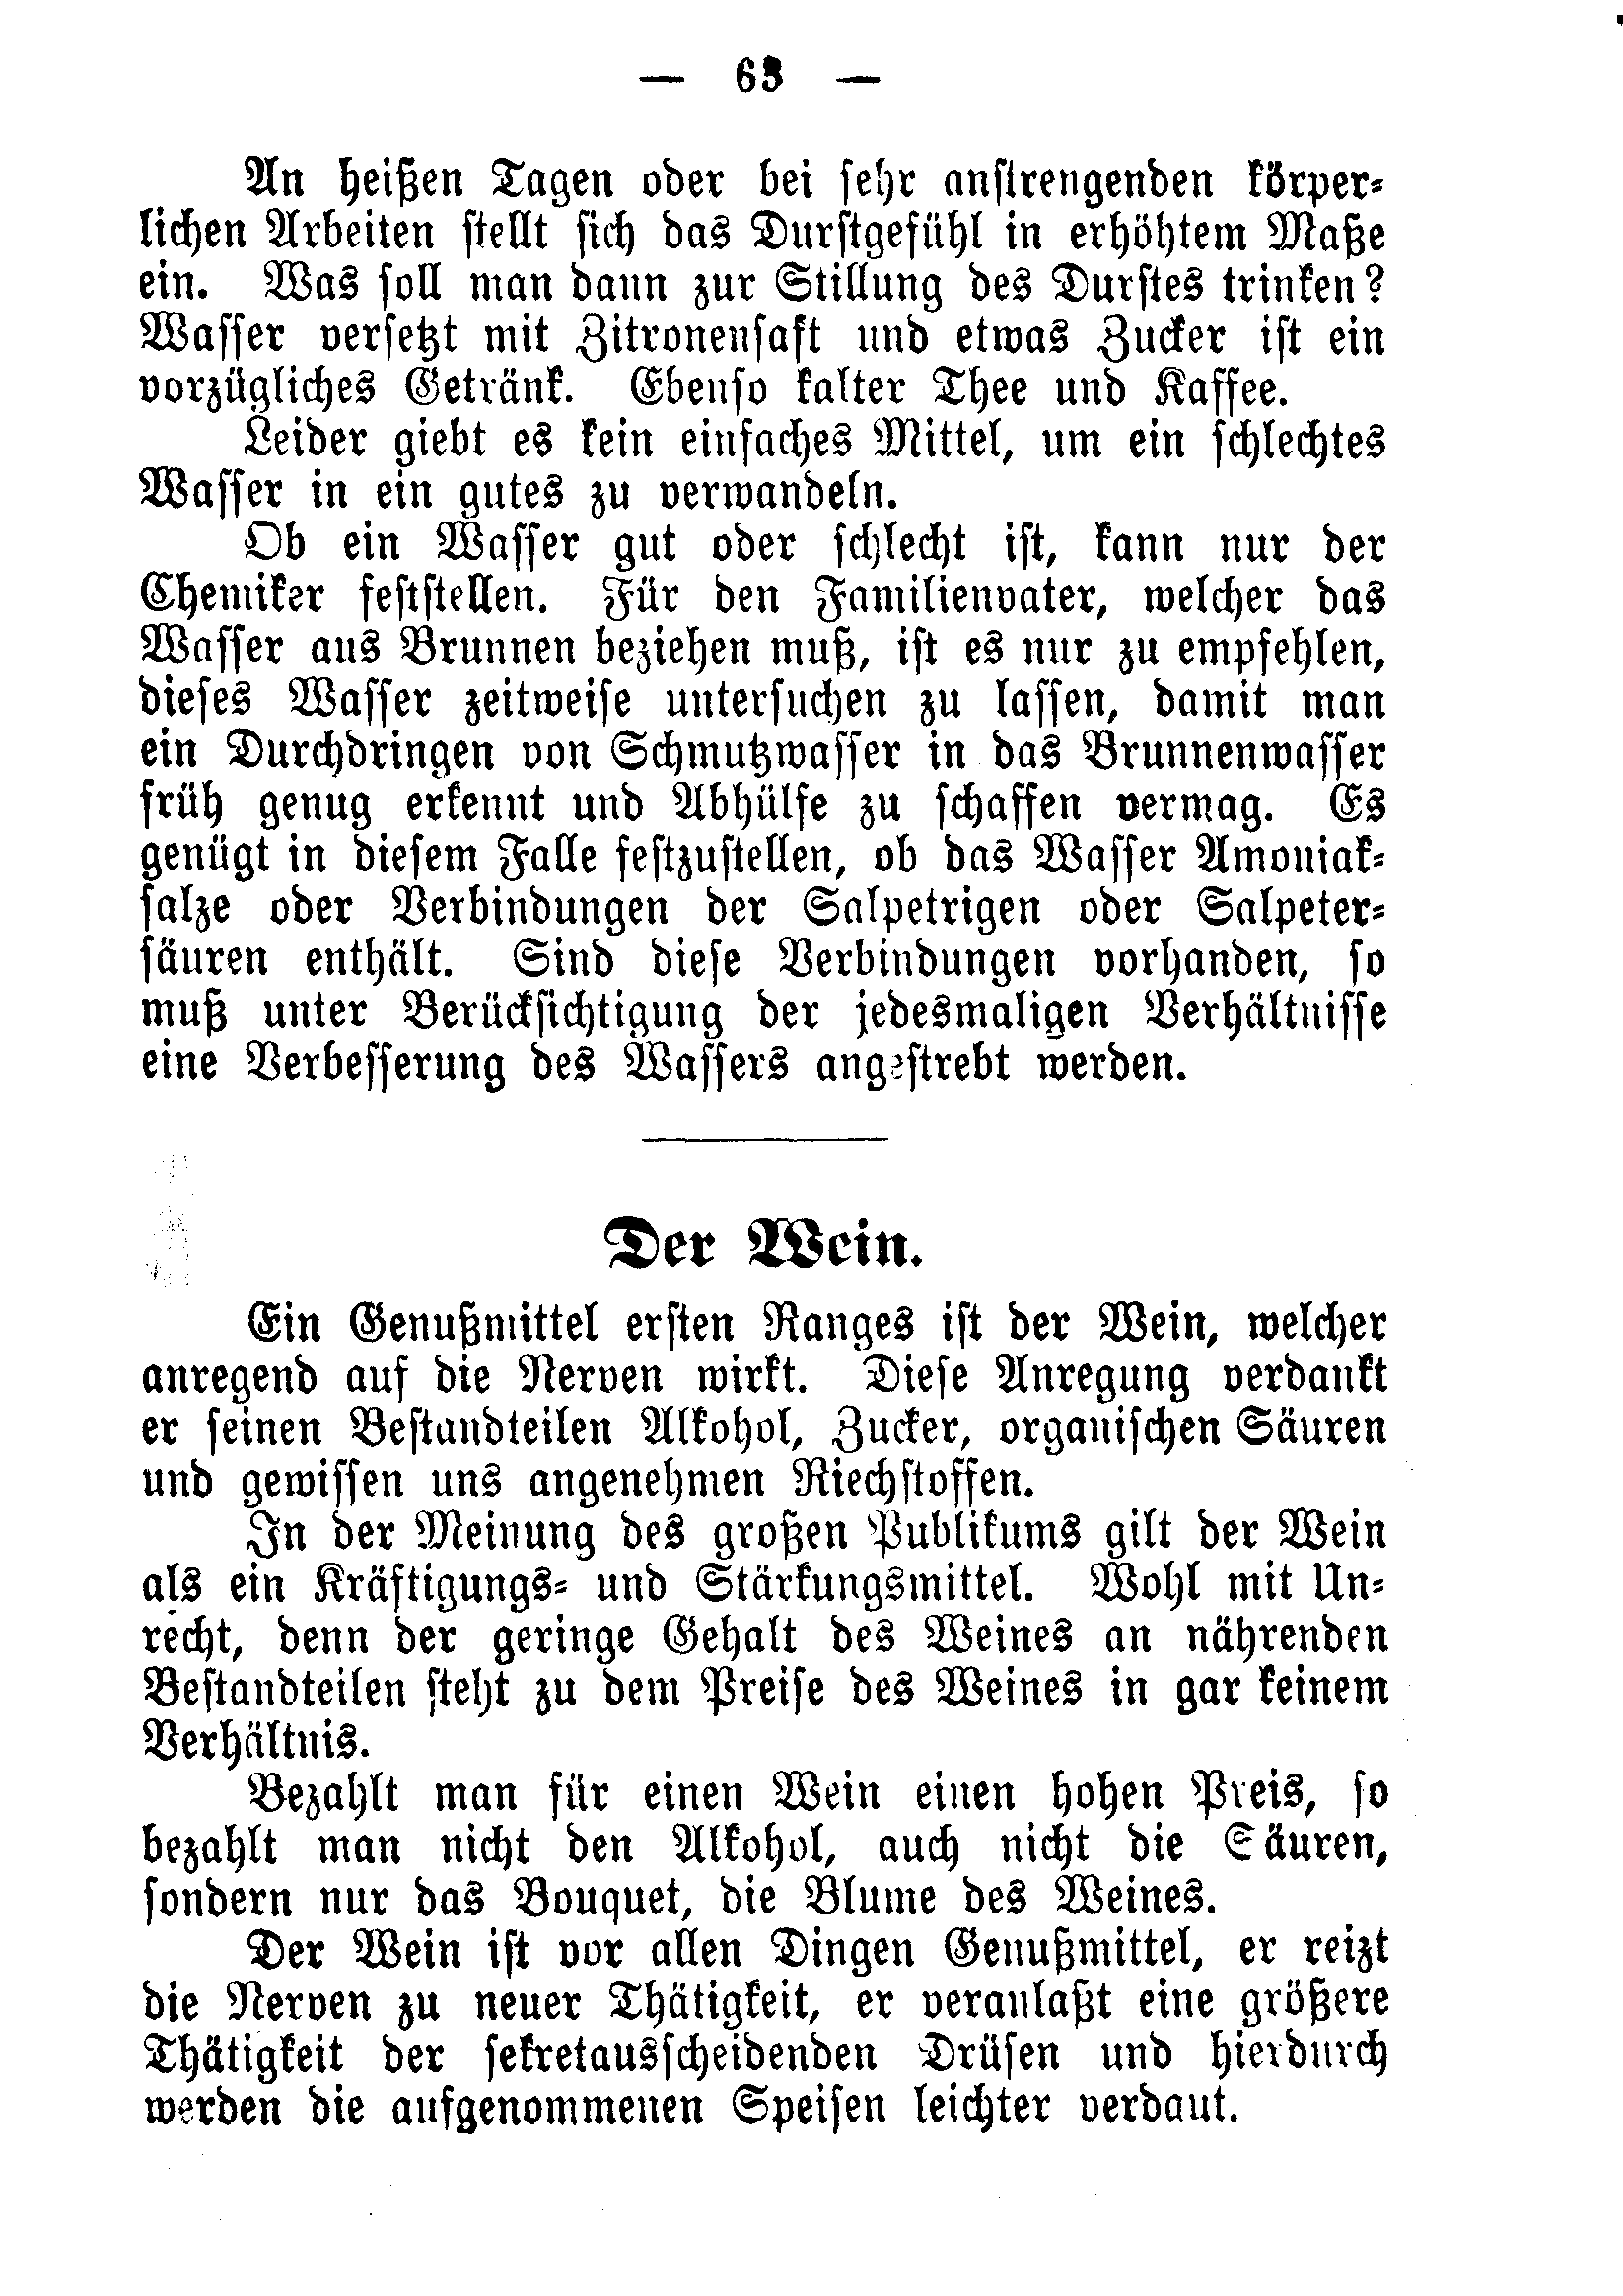 — 63 —
An heißen Tagen oder bei sehr anstrengenden körper-
lichen Arbeiten stellt sich das Durstgefühl in erhöhtem Maße
ein. Was soll man dann zur Stillung des Durstes trinken?
Wasser versetzt mit Zitronensaft und etwas Zucker ist ein
vorzügliches Getränk. Ebenso kalter Thee und Kaffee.
Leider giebt es kein einfaches Mittel, um ein schlechtes
Wasser in ein gutes zu verwandeln.
Ob ein Wasser gut oder schlecht ist, kann nur der
Chemiker feststellen. Für den Familienvater, welcher das
Wasser aus Brunnen beziehen muß, ist es nur zu empfehlen,
dieses Wasser zeitweise untersuchen zu lassen, damit man
ein Durchdringen von Schmutzwasser in das Brunnenwasser
früh genug erkennt und Abhülfe zu schaffen vermag. Es
genügt in diesem Falle festzustellen, ob das Wasser Amoniak-
salze oder Verbindungen der Salpetrigen oder Salpeter-
säuren enthält. Sind diese Verbindungen vorhanden, so
muß unter Berücksichtigung der jedesmaligen Verhältnisse
eine Verbesserung des Wassers angestrebt werden.
Der Wein.
Ein Genußmittel ersten Ranges ist der Wein, welcher
anregend auf die Nerven wirkt. Diese Anregung verdankt
er seinen Bestandteilen Alkohol, Zucker, organischen Säuren
und gewissen uns angenehmen Riechstoffen.
In der Meinung des großen Publikums gilt der Wein
als ein Kräftigungs- und Stärkungsmittel. Wohl mit Un-
recht, denn der geringe Gehalt des Weines an nährenden
Bestandteilen steht zu dem Preise des Weines in gar keinem
Verhältnis.
Bezahlt man für einen Wein einen hohen Preis, so
bezahlt man nicht den Alkohol, auch nicht die Säuren,
sondern nur das Bouquet, die Blume des Weines.
Der Wein ist vor allen Dingen Genußmittel, er reizt
die Nerven zu neuer Thätigkeit, er veranlaßt eine größere
Thätigkeit der sekretausscheidenden Drüsen und hierdurch
werden die aufgenommenen Speisen leichter verdaut.